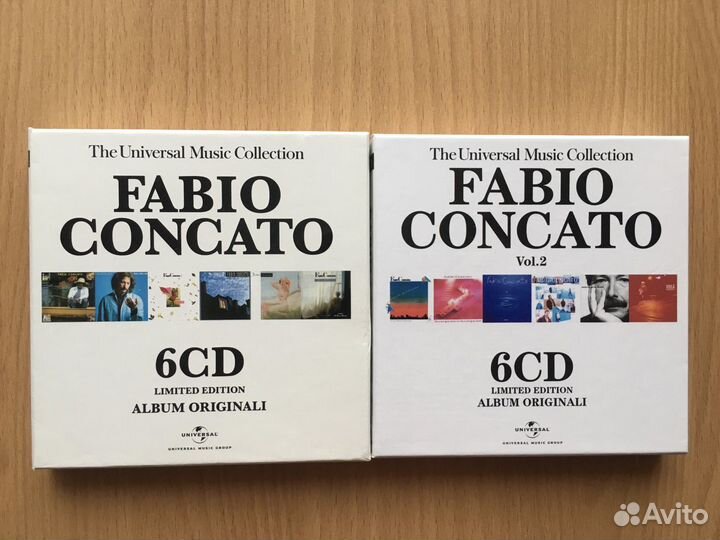 The Universal Music Collection
FABIO
CONCATO
6CD
LIMITED EDITION
ALBUM ORIGINALI
UNIVERSAL
UNIVERSAL MUSIC GROUP
The Universal Music Collection
FABIO
CONCATO
Vol.2
6CD
LIMITED EDITION
ALBUM ORIGINALI
UNIVERSAL
UNIVERSAL MUSIC GROUP
Avito